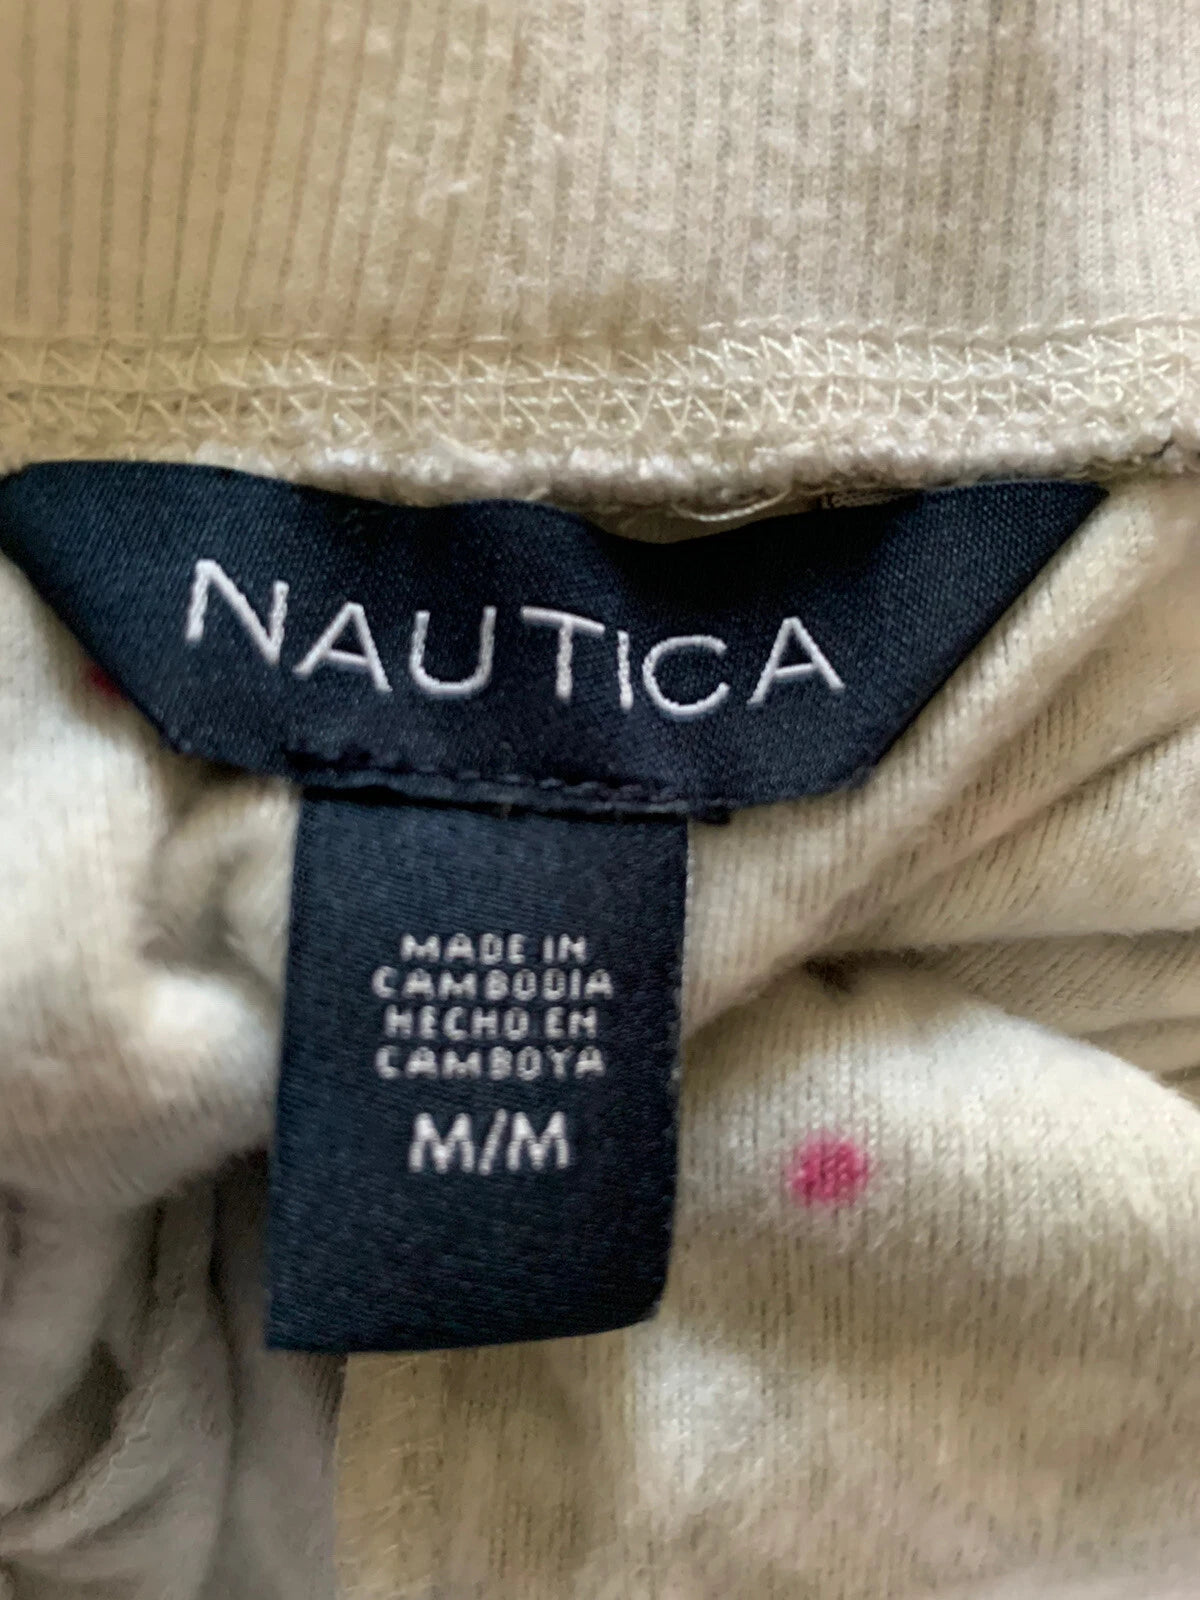 NAUTICA
MADE IN
CAMBODIA
HECHO EN
CAMBOYA
M/M